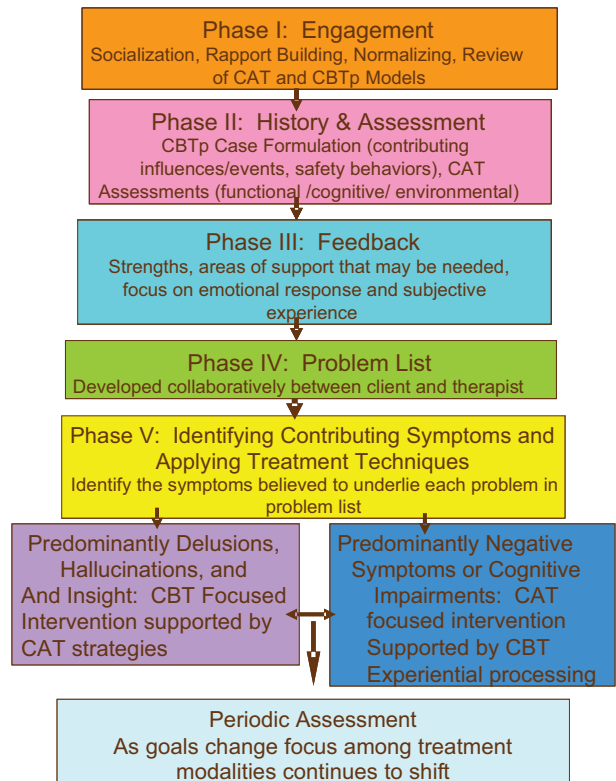 Phase I: Engagement
Socialization, Rapport Building, Normalizing, Review
of CAT and CBTp Models
Phase II: History & Assessment
CBTp Case Formulation (contributing
influences/events, safety behaviors), CAT
Assessments (functional /cognitive/ environmental)
Phase III: Feedback
Strengths, areas of support that may be needed,
focus on emotional response and subjective
experience
Phase IV: Problem List
Developed collaboratively between client and therapist
Phase V: Identifying Contributing Symptoms and
Applying Treatment Techniques
Identify the symptoms believed to underlie each problem in
problem list
Predominantly Delusions,
Hallucinations, and
And Insight: CBT Focused
Intervention supported by
CAT strategies
Predominantly Negative
Symptoms or Cognitive
Impairments: CAT
focused intervention
Supported by CBT
Experiential processing
Periodic Assessment
As goals change focus among treatment
modalities continues to shift